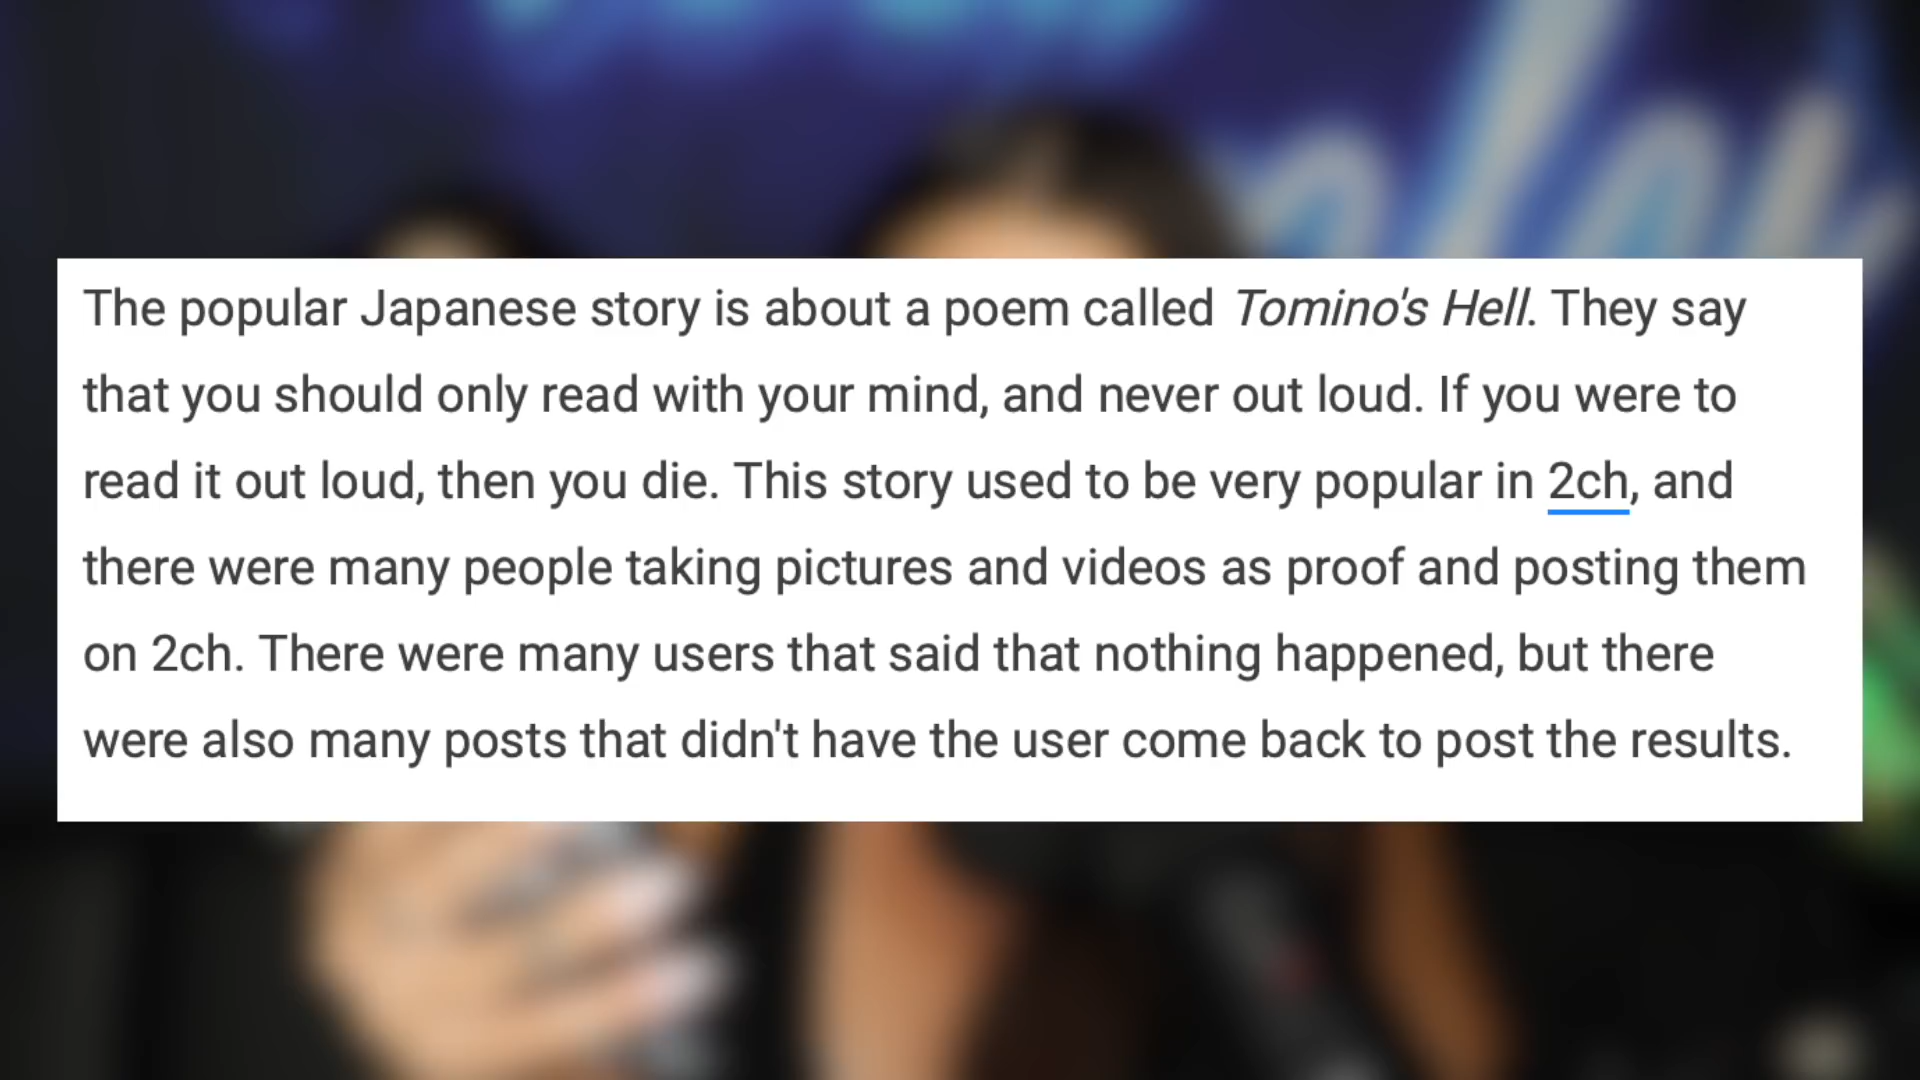 The popular Japanese story is about a poem called Tomino's Hell. They say
that you should only read with your mind, and never out loud. If you were to
read it out loud, then you die. This story used to be very popular in 2ch, and
there were many people taking pictures and videos as proof and posting them
on 2ch. There were many users that said that nothing happened, but there
were also many posts that didn't have the user come back to post the results.